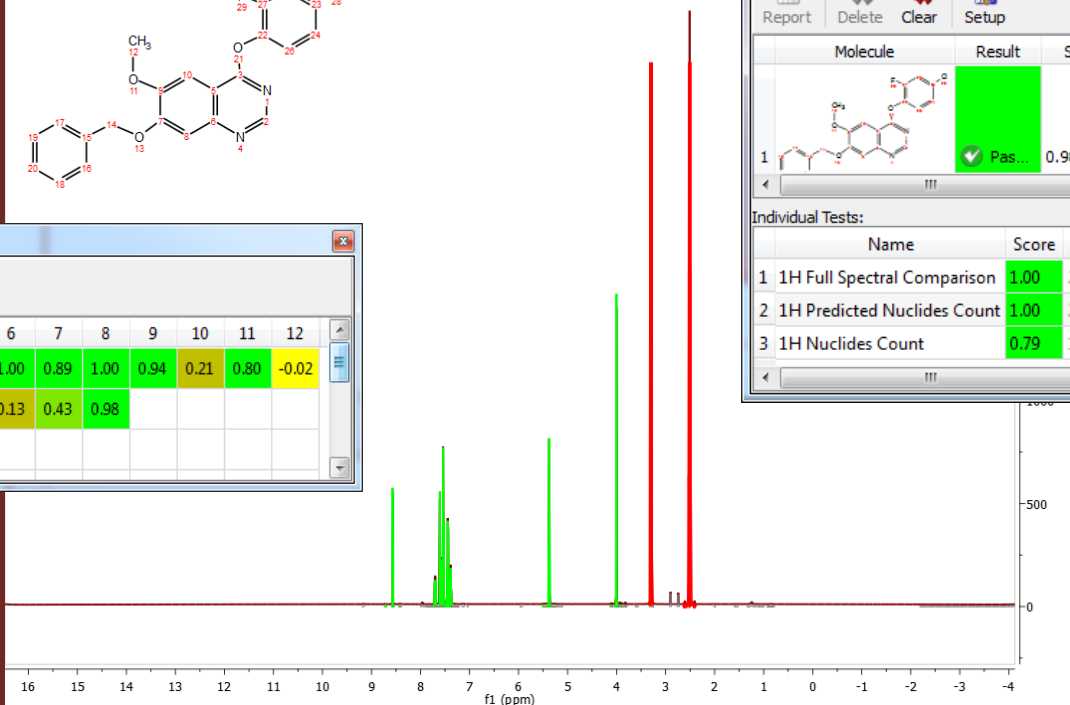 29
27
23
28
22
24
26
CH3
12
O
21
10
3
N
O
11
9
5
1
17
14
7
6
2
19
15
O
13
8
N
4
20
16
18
Report Delete Clear Setup
Molecule Result
1 Pas... 0.9
Individual Tests:
Name Score
1 1H Full Spectral Comparison 1.00
2 1H Predicted Nuclides Count 1.00
3 1H Nuclides Count 0.79
6 7 8 9 10 11 12
1.00 0.89 1.00 0.94 0.21 0.80 -0.02
0.13 0.43 0.98
1000
500
0
16 15 14 13 12 11 10 9 8 7 6 5 4 3 2 1 0 -1 -2 -3 -4
f1 (ppm)